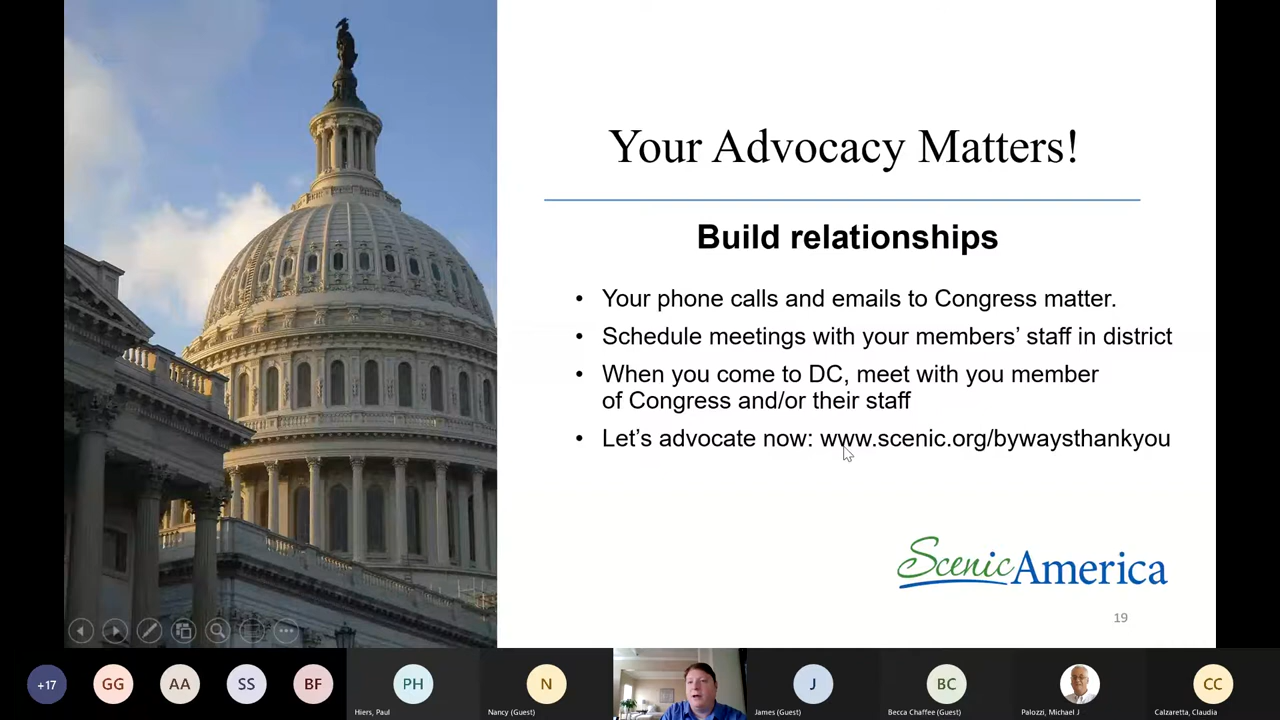 Your Advocacy Matters!
Build relationships
• Your phone calls and emails to Congress matter.
• Schedule meetings with your members’ staff in district
• When you come to DC, meet with you member
of Congress and/or their staff
• Let’s advocate now: www.scenic.org/bywaysthankyou
ScenicAmerica
19
+17
GG
AA
SS
BF
PH
N
J
BC
CC
Hiers, Paul
Nancy (Guest)
James (Guest)
Becca Chaffee (Guest)
Palozzi, Michael J
Calzaretta, Claudia